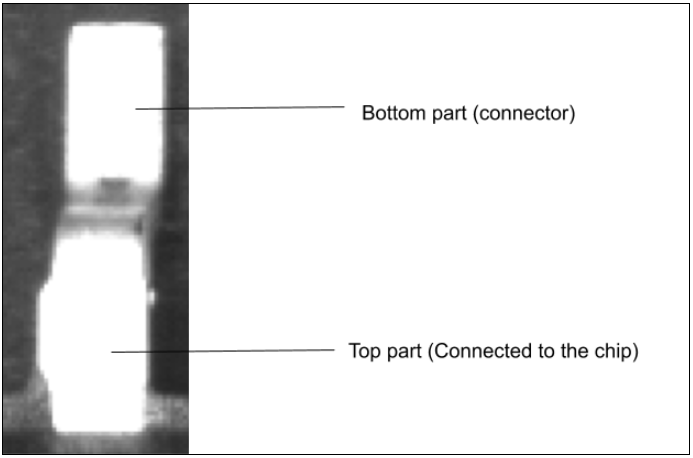 Bottom part (connector)
Top part (Connected to the chip)